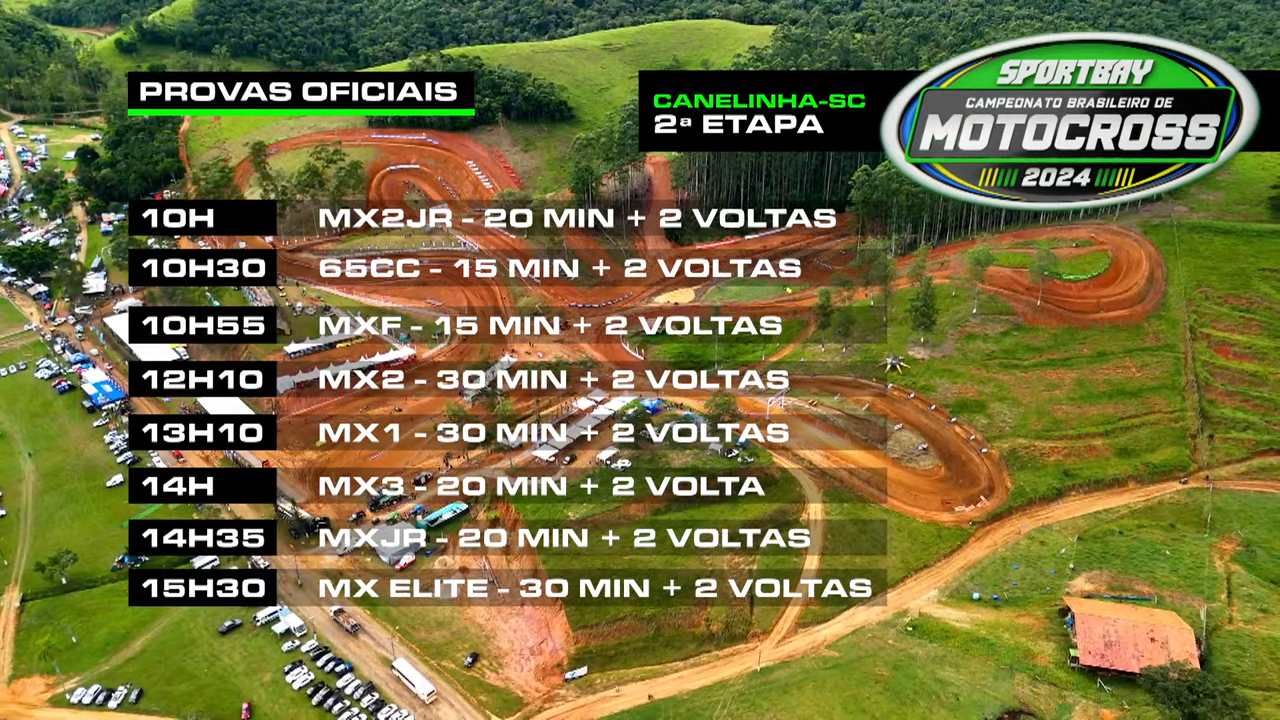 PROVAS OFICIAIS
CANELINHA-SC
2ª ETAPA
SPORTBAY
CAMPEONATO BRASILEIRO DE
MOTOCROSS
2024
10H MX2JR - 20 MIN + 2 VOLTAS
10H30 65CC - 15 MIN + 2 VOLTAS
10H55 MXF - 15 MIN + 2 VOLTAS
12H10 MX2 - 30 MIN + 2 VOLTAS
13H10 MX1 - 30 MIN + 2 VOLTAS
14H MX3 - 20 MIN + 2 VOLTA
14H35 MXJR - 20 MIN + 2 VOLTAS
15H30 MX ELITE - 30 MIN + 2 VOLTAS